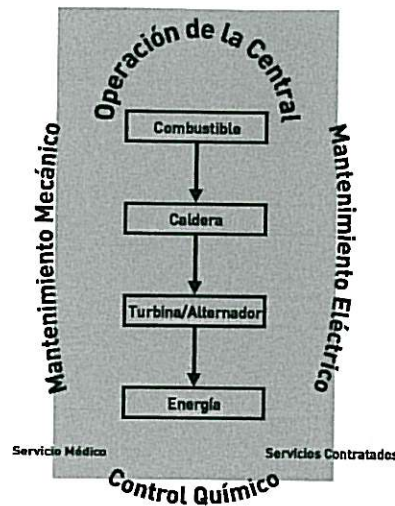 Operación de la Central
Combustible
Mantenimiento Mecánico
Mantenimiento Eléctrico
Caldera
Turbina/Alternador
Energía
Servicio Médico
Servicios Contratados
Control Químico